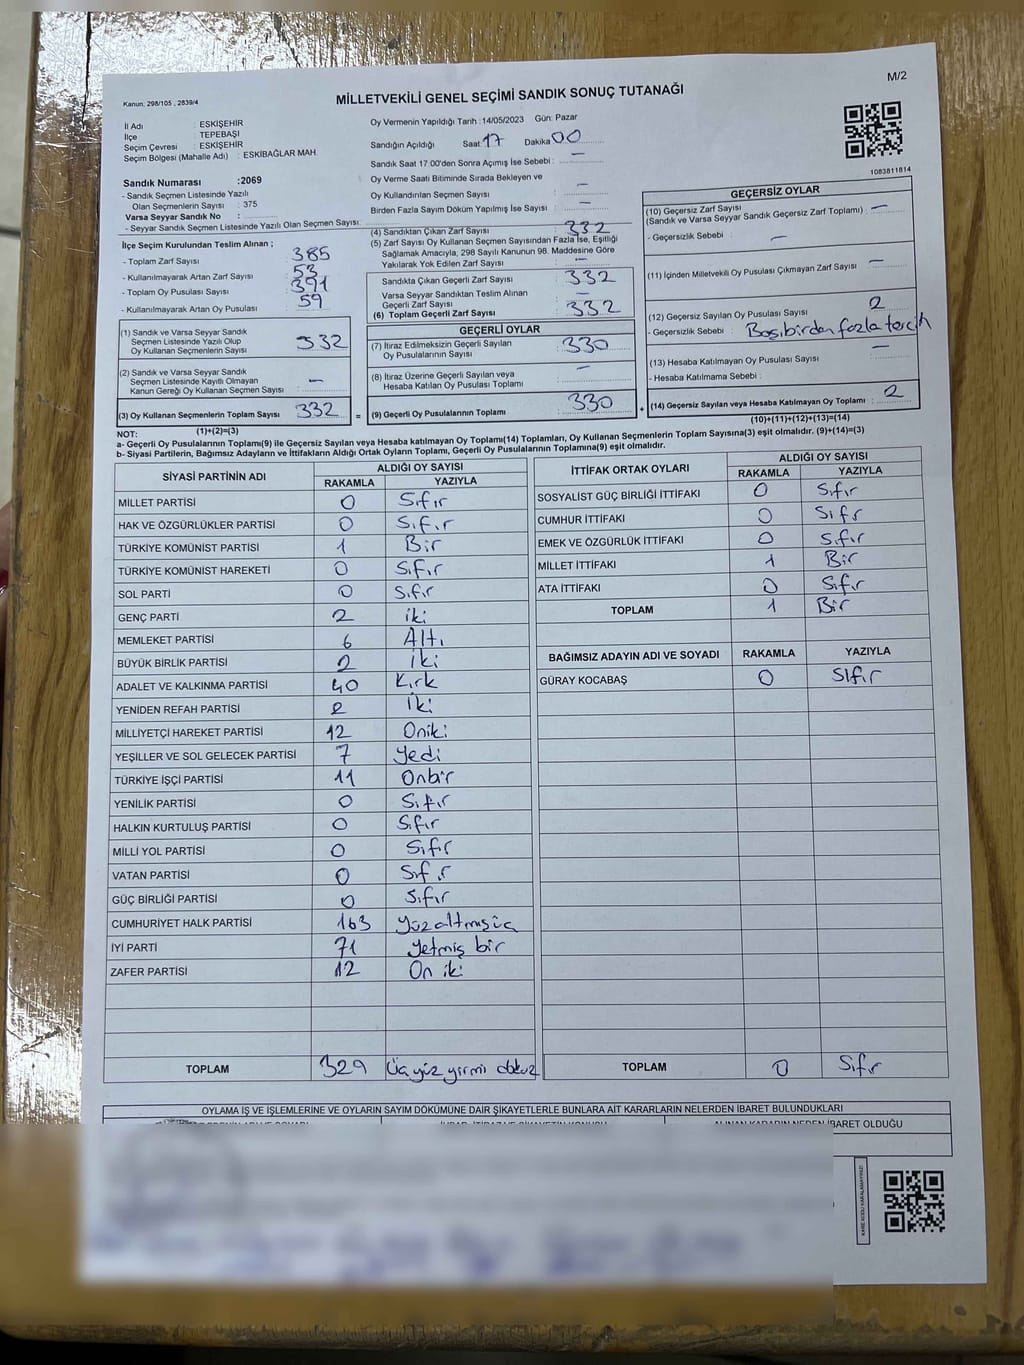 M/2
Kanun, 298/105 , 2839/4
MİLLETVEKİLİ GENEL SEÇİMİ SANDIK SONUÇ TUTANAĞI
İl Adı : ESKİŞEHİR
İlçe : TEPEBAŞI
Seçim Çevresi : ESKİŞEHİR
Seçim Bölgesi (Mahalle Adı) : ESKİBAĞLAR MAH.
Sandık Numarası :2069
- Sandık Seçmen Listesinde Yazılı
Olan Seçmenlerin Sayısı : 375
Varsa Seyyar Sandık No :
- Seyyar Sandık Seçmen Listesinde Yazılı Olan Seçmen Sayısı:
İlçe Seçim Kurulundan Teslim Alınan ;
- Toplam Zarf Sayısı : 385
- Kullanılmayarak Artan Zarf Sayısı : 53
- Toplam Oy Pusulası Sayısı : 391
- Kullanılmayarak Artan Oy Pusulası : 59
(1) Sandık ve Varsa Seyyar Sandık
Seçmen Listesinde Yazılı Olup
Oy Kullanan Seçmenlerin Sayısı : 332
(2) Sandık ve Varsa Seyyar Sandık
Seçmen Listesinde Kayıtlı Olmayan
Kanun Gereği Oy Kullanan Seçmen Sayısı : –
(3) Oy Kullanan Seçmenlerin Toplam Sayısı : 332
(1)+(2)=(3)
Oy Vermenin Yapıldığı Tarih :14/05/2023 Gün: Pazar
Sandığın Açıldığı Saat 17 Dakika 00
Sandık Saat 17:00'den Sonra Açılmış İse Sebebi : –
Oy Verme Saati Bitiminde Sırada Bekleyen ve
Oy Kullandırılan Seçmen Sayısı : –
Birden Fazla Sayım Döküm Yapılmış İse Sayısı : –
(4) Sandıktan Çıkan Zarf Sayısı : 332
(5) Zarf Sayısı Oy Kullanan Seçmen Sayısından Fazla İse, Eşitliği
Sağlamak Amacıyla; 298 Sayılı Kanunun 98. Maddesine Göre
Yakılarak Yok Edilen Zarf Sayısı : –
Sandıkta Çıkan Geçerli Zarf Sayısı : 332
Varsa Seyyar Sandıktan Teslim Alınan
Geçerli Zarf Sayısı : –
(6) Toplam Geçerli Zarf Sayısı : 332
GEÇERLİ OYLAR
(7) İtiraz Edilmeksizin Geçerli Sayılan
Oy Pusulalarının Sayısı : 330
(8) İtiraz Üzerine Geçerli Sayılan veya
Hesaba Katılan Oy Pusulası Toplamı : –
= (9) Geçerli Oy Pusulalarının Toplamı : 330
1083811814
GEÇERSİZ OYLAR
(10) Geçersiz Zarf Sayısı : –
(Sandık ve Varsa Seyyar Sandık Geçersiz Zarf Toplamı)
- Geçersizlik Sebebi : –
(11) İçinden Milletvekili Oy Pusulası Çıkmayan Zarf Sayısı : –
(12) Geçersiz Sayılan Oy Pusulası Sayısı : 2
- Geçersizlik Sebebi : Boş, birden fazla tercih
(13) Hesaba Katılmayan Oy Pusulası Sayısı : –
- Hesaba Katılmama Sebebi :
+ (14) Geçersiz Sayılan veya Hesaba Katılmayan Oy Toplamı : 2
(10)+(11)+(12)+(13)=(14)
NOT:
a- Geçerli Oy Pusulalarının Toplamı(9) ile Geçersiz Sayılan veya Hesaba katılmayan Oy Toplamı(14) Toplamları, Oy Kullanan Seçmenlerin Toplam Sayısına(3) eşit olmalıdır. (9)+(14)=(3)
b- Siyasi Partilerin, Bağımsız Adayların ve İttifakların Aldığı Ortak Oyların Toplamı, Geçerli Oy Pusulalarının Toplamına(9) eşit olmalıdır.
SİYASİ PARTİNİN ADI ALDIĞI OY SAYISI
RAKAMLA YAZIYLA
MİLLET PARTİSİ 0 Sıfır
HAK VE ÖZGÜRLÜKLER PARTİSİ 0 Sıfır
TÜRKİYE KOMÜNİST PARTİSİ 1 Bir
TÜRKİYE KOMÜNİST HAREKETİ 0 Sıfır
SOL PARTİ 0 Sıfır
GENÇ PARTİ 2 iki
MEMLEKET PARTİSİ 6 Altı
BÜYÜK BİRLİK PARTİSİ 2 iki
ADALET VE KALKINMA PARTİSİ 40 Kırk
YENİDEN REFAH PARTİSİ 2 iki
MİLLİYETÇİ HAREKET PARTİSİ 12 Oniki
YEŞİLLER VE SOL GELECEK PARTİSİ 7 Yedi
TÜRKİYE İŞÇİ PARTİSİ 11 Onbir
YENİLİK PARTİSİ 0 Sıfır
HALKIN KURTULUŞ PARTİSİ 0 Sıfır
MİLLİ YOL PARTİSİ 0 Sıfır
VATAN PARTİSİ 0 Sıfır
GÜÇ BİRLİĞİ PARTİSİ 0 Sıfır
CUMHURİYET HALK PARTİSİ 163 Yüzaltmışüç
İYİ PARTİ 71 Yetmiş bir
ZAFER PARTİSİ 12 On iki
TOPLAM 329 Üçyüz yirmi dokuz
İTTİFAK ORTAK OYLARI ALDIĞI OY SAYISI
RAKAMLA YAZIYLA
SOSYALİST GÜÇ BİRLİĞİ İTTİFAKI 0 Sıfır
CUMHUR İTTİFAKI 0 Sıfr
EMEK VE ÖZGÜRLÜK İTTİFAKI 0 Sıfır
MİLLET İTTİFAKI 1 Bir
ATA İTTİFAKI 0 Sıfır
TOPLAM 1 Bir
BAĞIMSIZ ADAYIN ADI VE SOYADI RAKAMLA YAZIYLA
GÜRAY KOCABAŞ 0 Sıfır
TOPLAM 0 Sıfır
OYLAMA İŞ VE İŞLEMLERİNE VE OYLARIN SAYIM DÖKÜMÜNE DAİR ŞİKAYETLERLE BUNLARA AİT KARARLARIN NELERDEN İBARET BULUNDUKLARI
ALINAN KARARIN NEDEN İBARET OLDUĞU